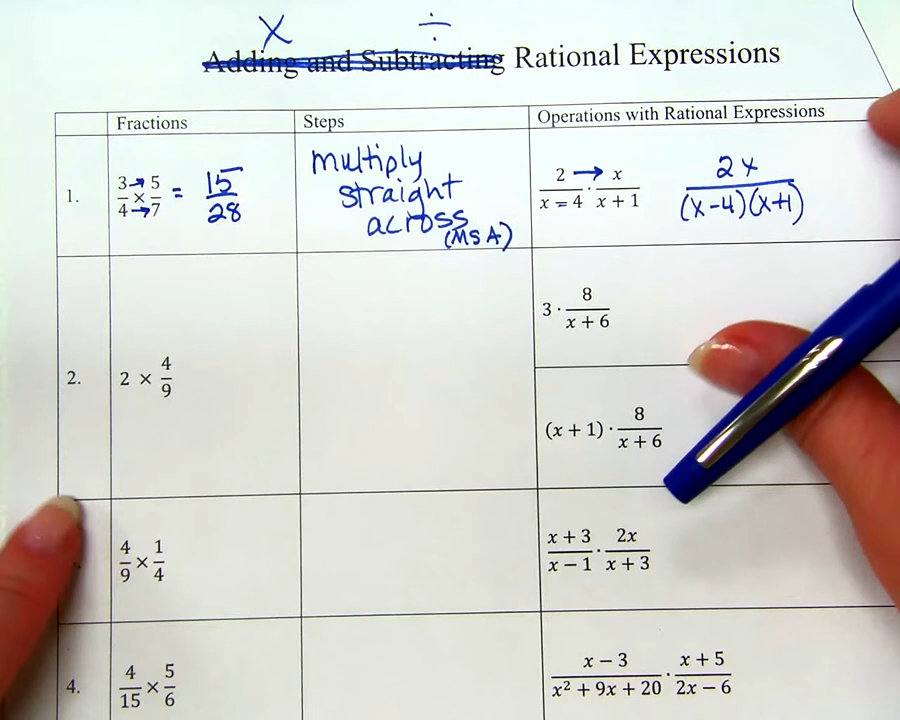 x ÷
Adding and Subtracting Rational Expressions
Fractions Steps Operations with Rational Expressions
1. 3/4 × 5/7 = 15/28
multiply
straight
across
(MSA)
2/(x = 4) · x/(x + 1) 2x/((x-4)(x+1))
2. 2 × 4/9
3 · 8/(x + 6)
(x + 1) · 8/(x + 6)
4/9 × 1/4
(x + 3)/(x − 1) · 2x/(x + 3)
4. 4/15 × 5/6
(x − 3)/(x² + 9x + 20) · (x + 5)/(2x − 6)